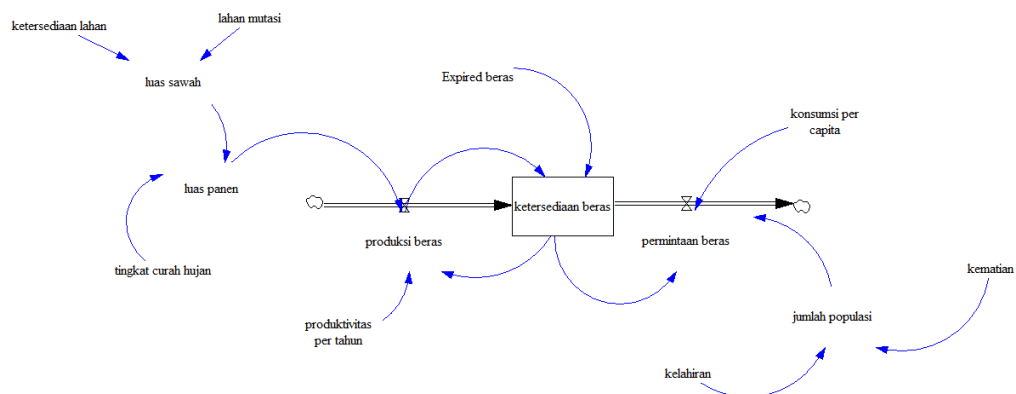 lahan mutasi
ketersediaan lahan
luas sawah
Expired beras
konsumsi per
capita
luas panen
ketersediaan beras
produksi beras
permintaan beras
tingkat curah hujan
kematian
produktivitas
per tahun
jumlah populasi
kelahiran